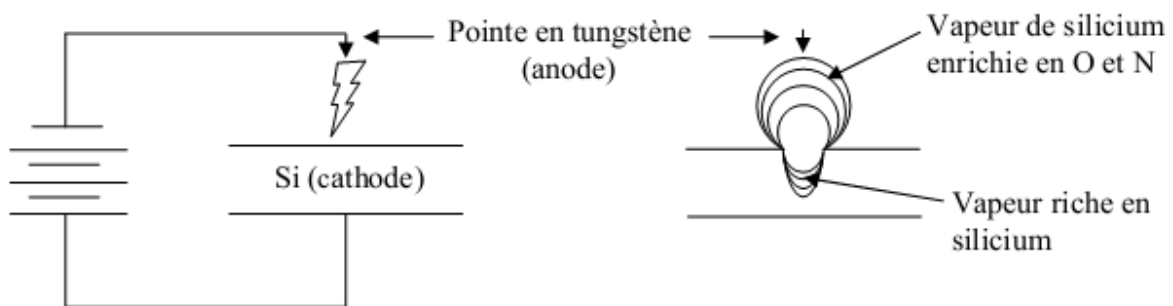 Pointe en tungstène
(anode)
Vapeur de silicium
enrichie en O et N
Si (cathode)
Vapeur riche en
silicium